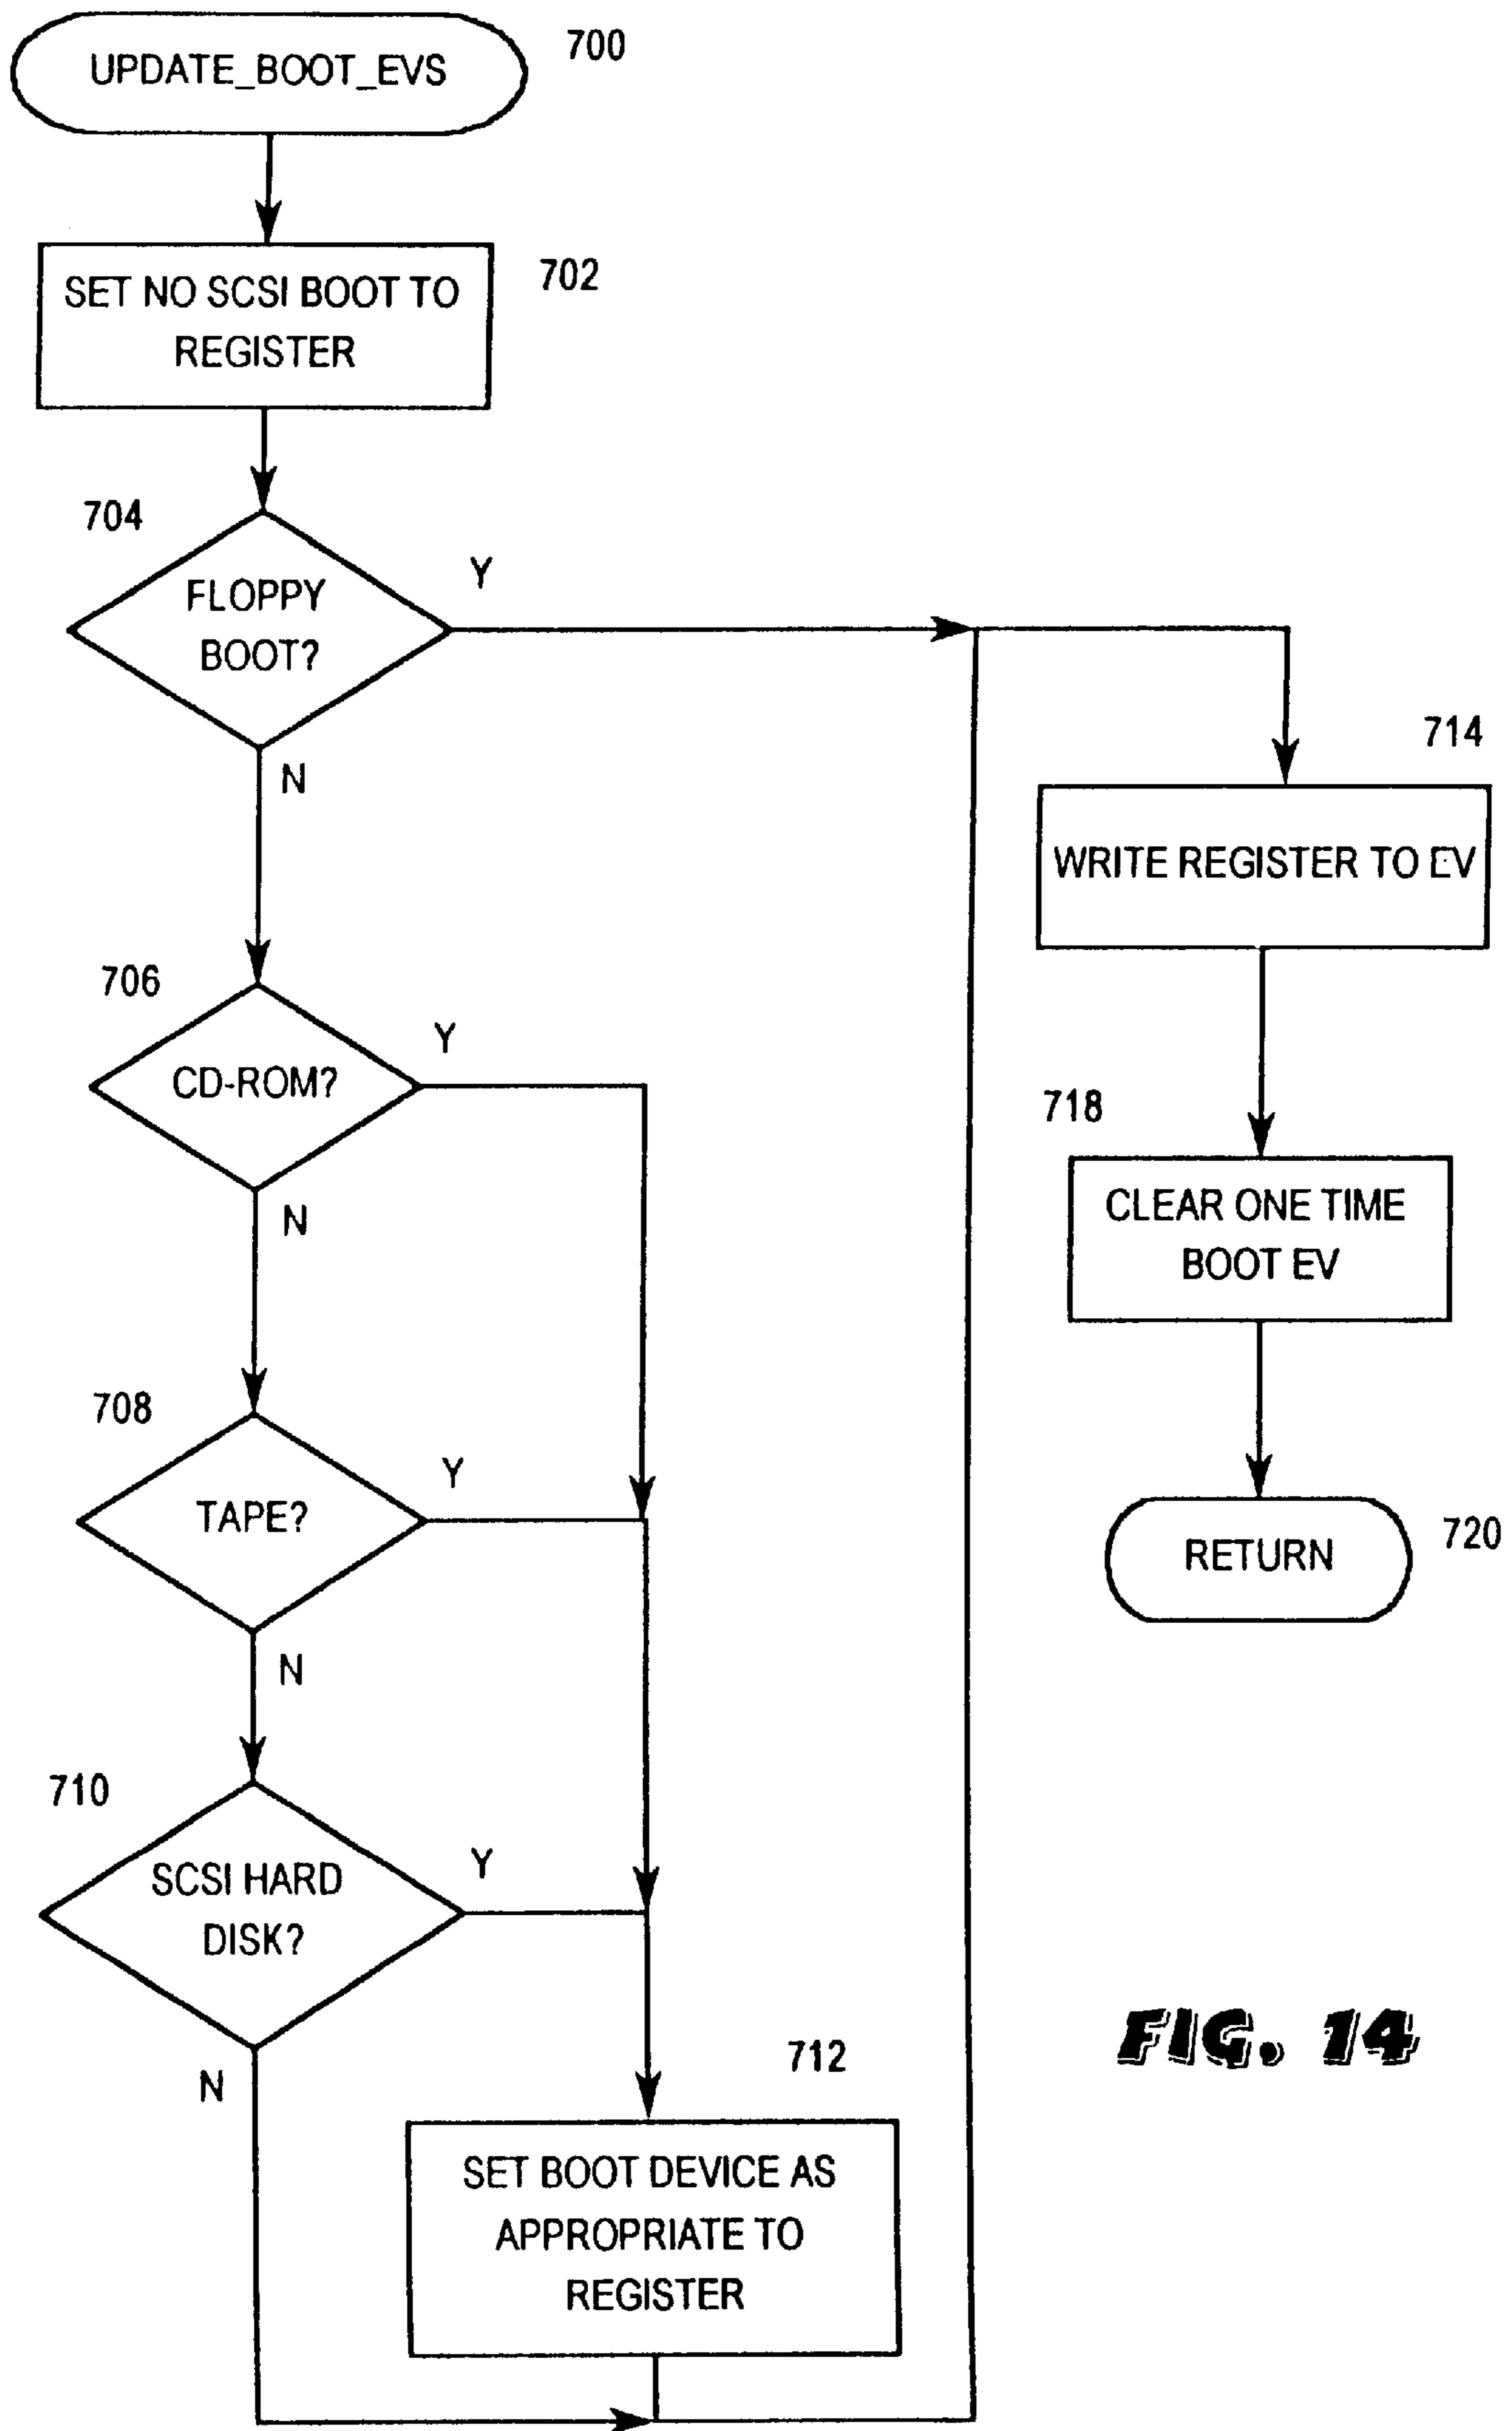 UPDATE_BOOT_EVS
700
SET NO SCSI BOOT TO
REGISTER
702
704
FLOPPY
BOOT?
Y
N
714
WRITE REGISTER TO EV
706
CD-ROM?
Y
N
718
CLEAR ONE TIME
BOOT EV
708
TAPE?
Y
N
RETURN
720
710
SCSI HARD
DISK?
Y
N
712
SET BOOT DEVICE AS
APPROPRIATE TO
REGISTER
FIG. 14